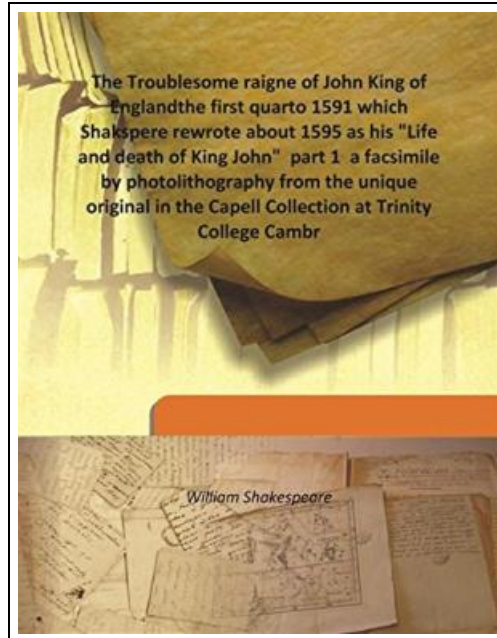 The Troublesome raigne of John King of
Englandthe first quarto 1591 which
Shakspere rewrote about 1595 as his "Life
and death of King John" part 1 a facsimile
by photolithography from the unique
original in the Capell Collection at Trinity
College Cambr
William Shakespeare